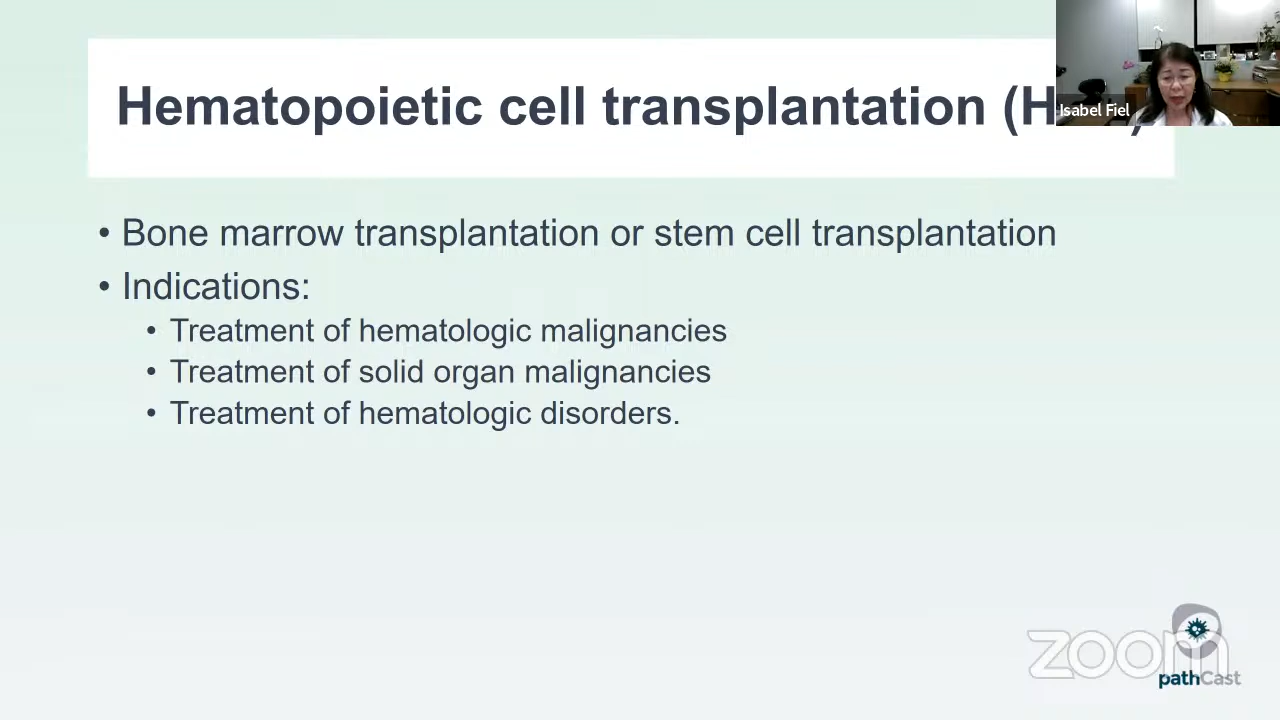 Hematopoietic cell transplantation (H
Isabel Fiel
• Bone marrow transplantation or stem cell transplantation
• Indications:
• Treatment of hematologic malignancies
• Treatment of solid organ malignancies
• Treatment of hematologic disorders.
zoom
pathCast